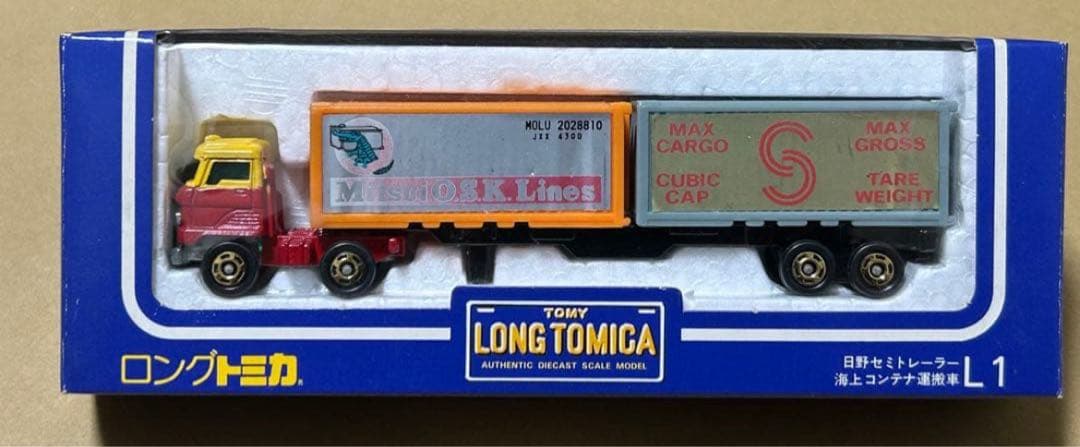 MOLU 2028810
JXX 4300
Mitsui O.S.K. Lines
MAX
CARGO
MAX
GROSS
CUBIC
CAP
TARE
WEIGHT
TOMY
LONG TOMICA
AUTHENTIC DIECAST SCALE MODEL
ロングトミカ®
日野セミトレーラー
海上コンテナ運搬車 L1